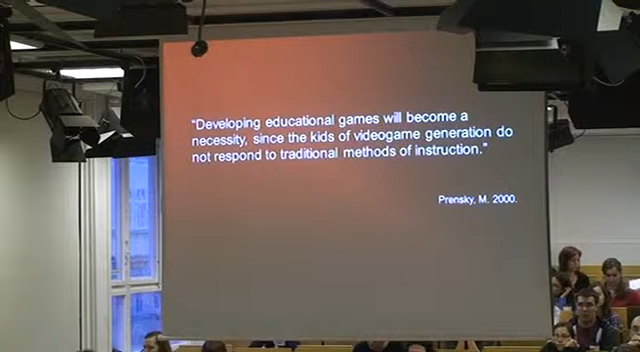 "Developing educational games will become a
necessity, since the kids of videogame generation do
not respond to traditional methods of instruction."
Prensky, M. 2000.